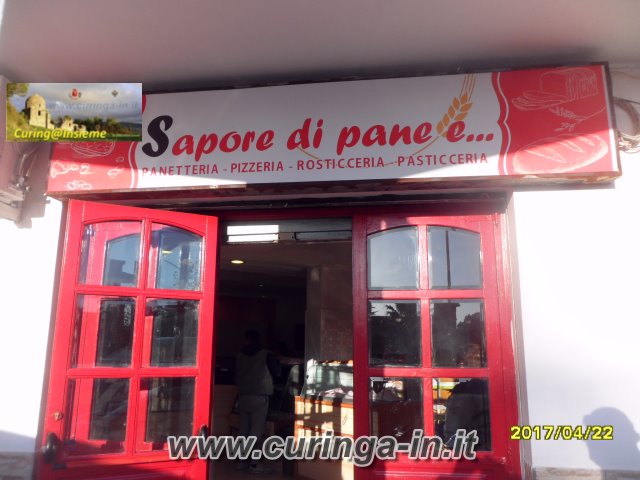 www.curinga-in.it
Curing@insieme
Sapore di pane e...
PANETTERIA - PIZZERIA - ROSTICCERIA - PASTICCERIA
www.curinga-in.it
2017/04/22